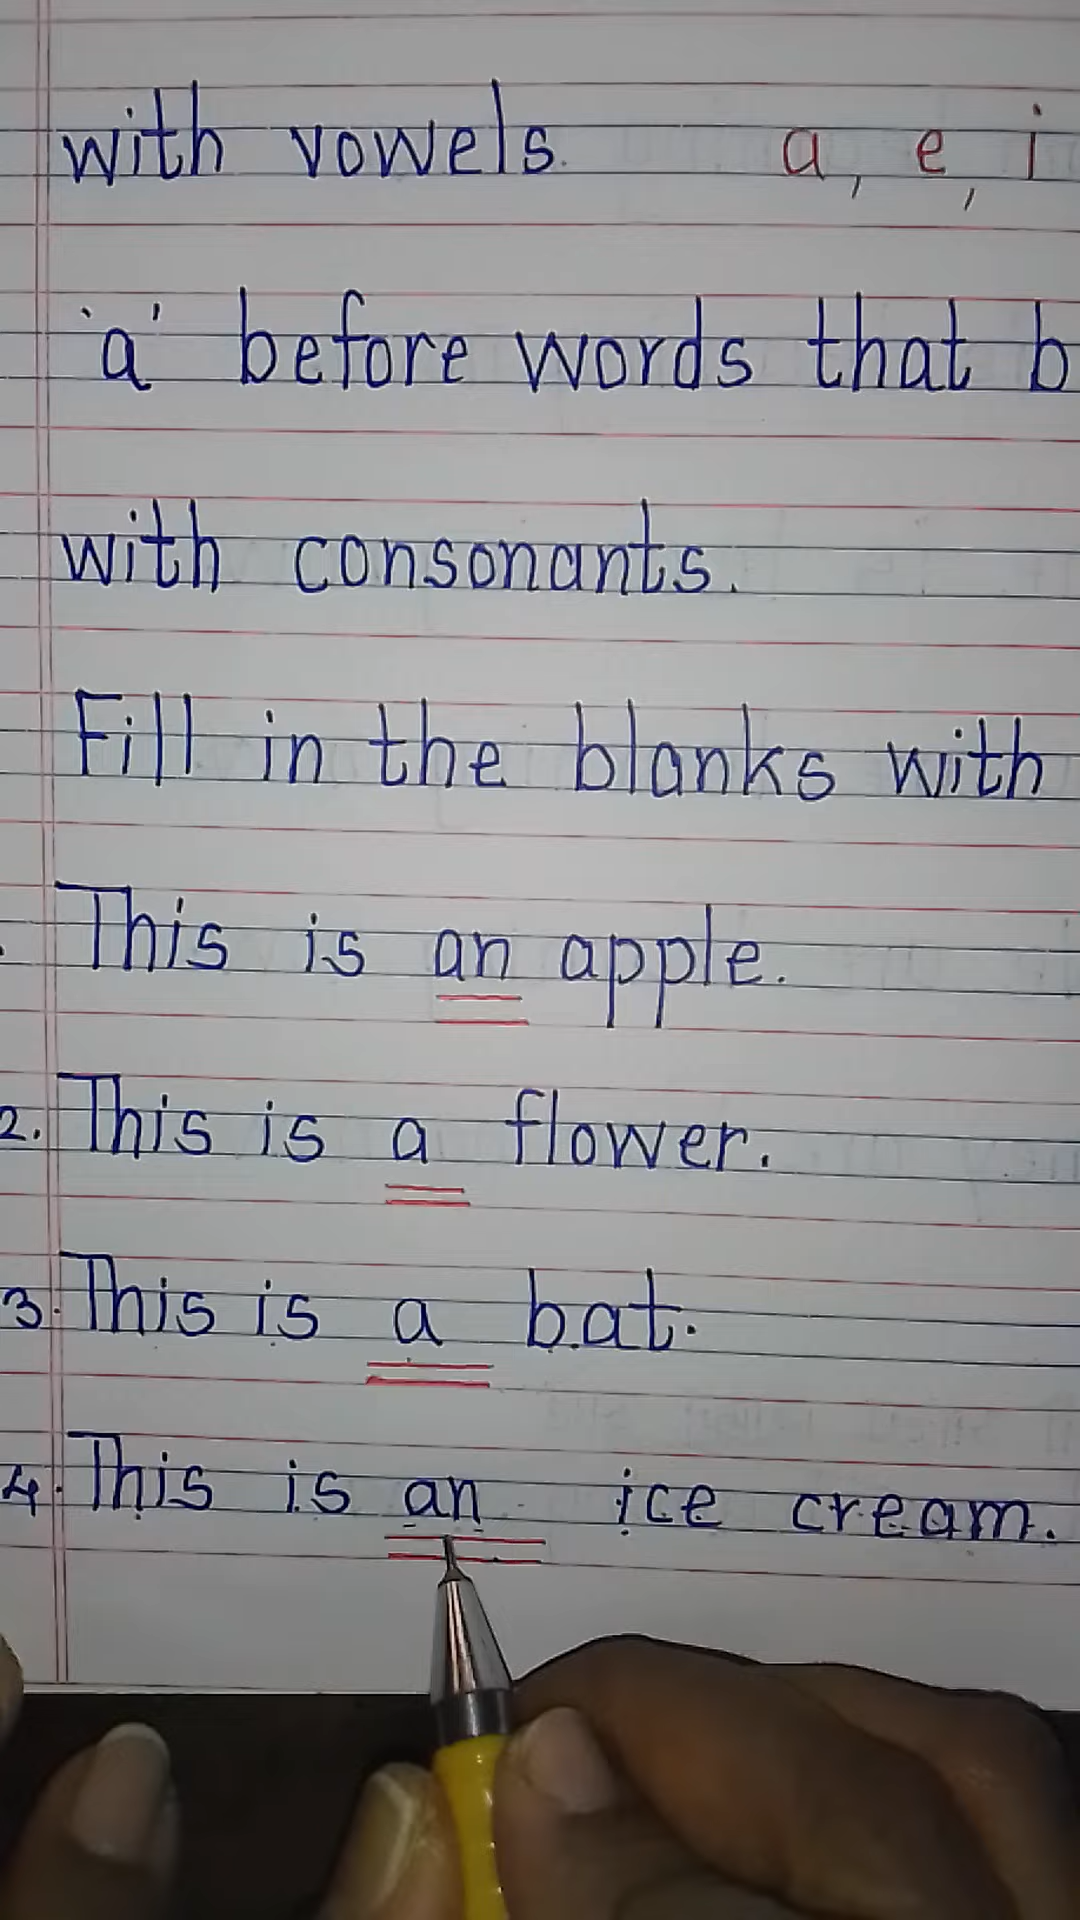 with vowels. a, e, i
'a' before words that b
with consonants.
Fill in the blanks with
. This is an apple.
2. This is a flower.
3. This is a bat.
4. This is an ice cream.